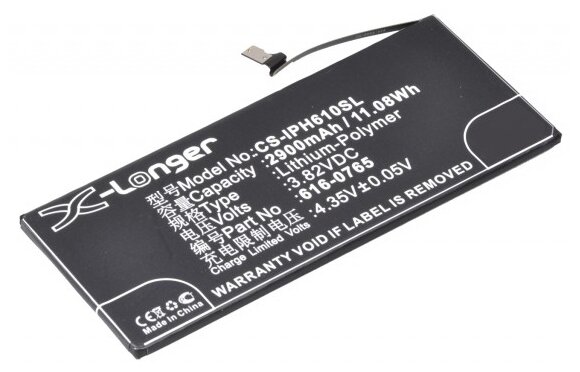 X-Longer
型号Model No:CS-IPH610SL
容量Capacity:2900mAh / 11.08Wh
规格Type :Lithium-Polymer
电压Volts :3.82VDC
编号Part No :616-0765
充电限制电压:4.35V±0.05V
Charge Limited Volts
WARRANTY VOID IF LABEL IS REMOVED
CE
Made in China